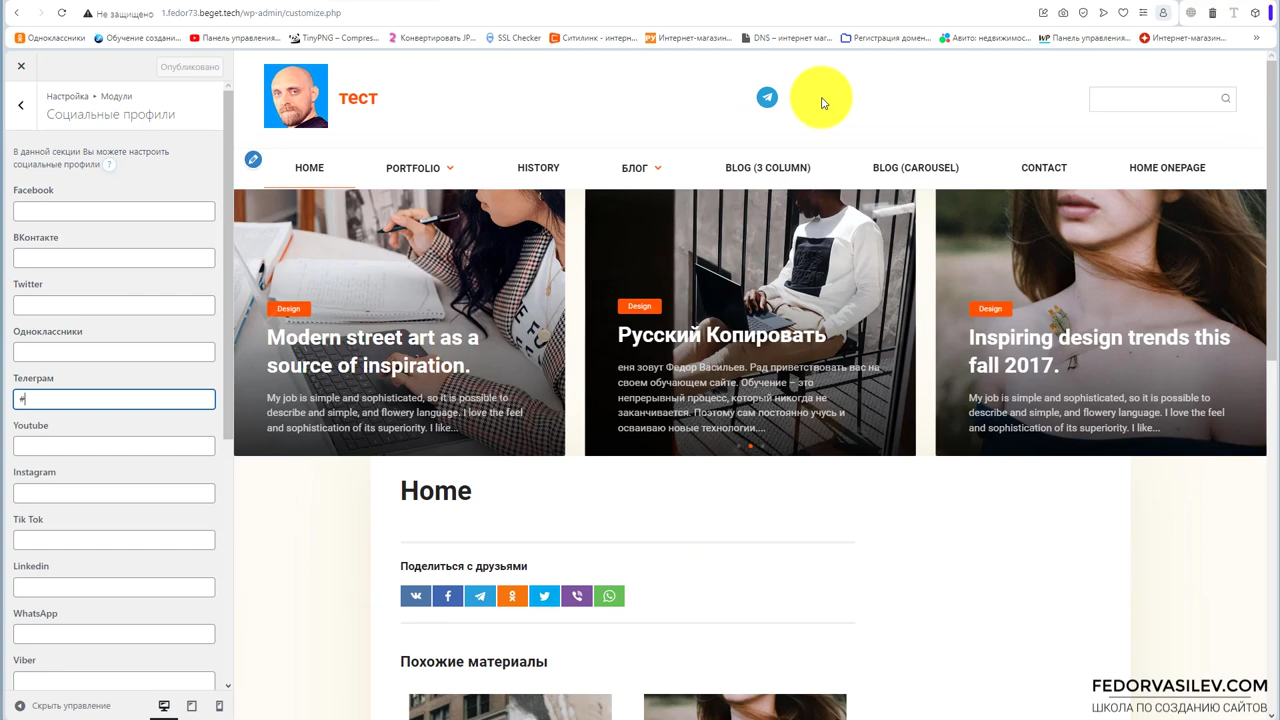 Не защищено
1.fedor73.beget.tech/wp-admin/customize.php
Одноклассники
Обучение создани...
Панель управления...
TinyPNG – Compres...
Конвертировать JP...
SSL Checker
Ситилинк - интерн...
Интернет-магазин...
DNS – интернет маг...
Регистрация домен...
Авито: недвижимос...
Панель управления...
Интернет-магазин...
Опубликовано
Настройка ▸ Модули
Социальные профили
В данной секции Вы можете настроить
социальные профили ?
Facebook
ВКонтакте
Twitter
Одноклассники
Телеграм
#
Youtube
Instagram
Tik Tok
Linkedin
WhatsApp
Viber
Скрыть управление
тест
HOME
PORTFOLIO
HISTORY
БЛОГ
BLOG (3 COLUMN)
BLOG (CAROUSEL)
CONTACT
HOME ONEPAGE
Design
Modern street art as a
source of inspiration.
My job is simple and sophisticated, so it is possible to
describe and simple, and flowery language. I love the feel
and sophistication of its superiority. I like...
Design
Русский Копировать
еня зовут Федор Васильев. Рад приветствовать вас на
своем обучающем сайте. Обучение – это
непрерывный процесс, который никогда не
заканчивается. Поэтому сам постоянно учусь и
осваиваю новые технологии....
Design
Inspiring design trends this
fall 2017.
My job is simple and sophisticated, so it is possible to
describe and simple, and flowery language. I love the feel
and sophistication of its superiority. I like...
Home
Поделиться с друзьями
Похожие материалы
FEDORVASILEV.COM
ШКОЛА ПО СОЗДАНИЮ САЙТОВ